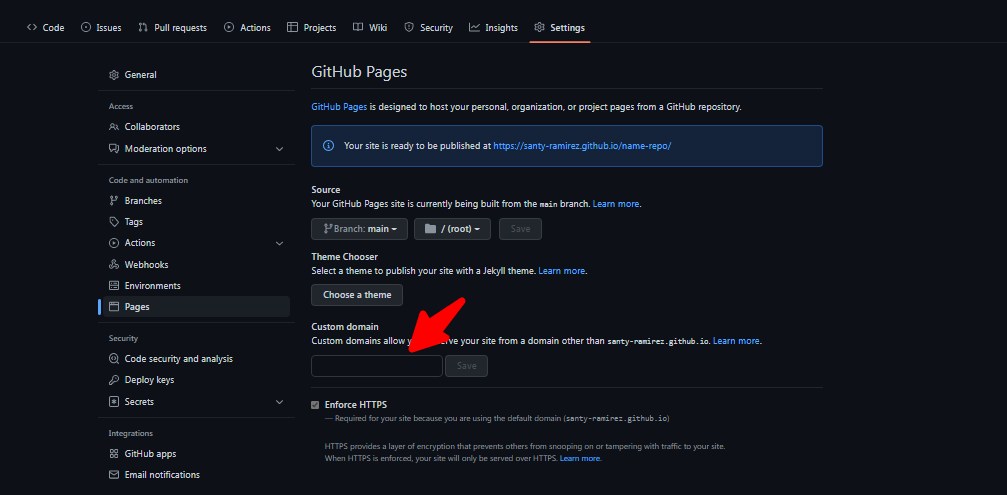 Code Issues Pull requests Actions Projects Wiki Security Insights Settings
General
Access
Collaborators
Moderation options
Code and automation
Branches
Tags
Actions
Webhooks
Environments
Pages
Security
Code security and analysis
Deploy keys
Secrets
Integrations
GitHub apps
Email notifications
GitHub Pages
GitHub Pages is designed to host your personal, organization, or project pages from a GitHub repository.
Your site is ready to be published at https://santy-ramirez.github.io/name-repo/
Source
Your GitHub Pages site is currently being built from the main branch. Learn more.
Branch: main / (root) Save
Theme Chooser
Select a theme to publish your site with a Jekyll theme. Learn more.
Choose a theme
Custom domain
Custom domains allow your site from a domain other than santy-ramirez.github.io. Learn more.
Save
Enforce HTTPS
— Required for your site because you are using the default domain (santy-ramirez.github.io)
HTTPS provides a layer of encryption that prevents others from snooping on or tampering with traffic to your site.
When HTTPS is enforced, your site will only be served over HTTPS. Learn more.